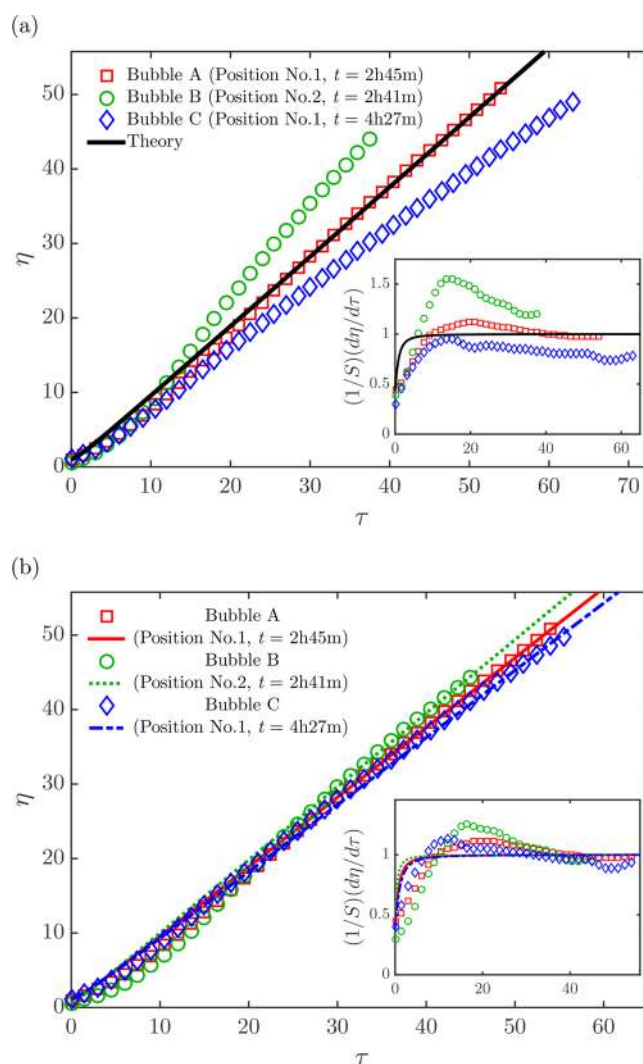 (a)
Bubble A (Position No.1, t = 2h45m)
Bubble B (Position No.2, t = 2h41m)
Bubble C (Position No.1, t = 4h27m)
Theory
50
40
30
20
10
0
η
0 10 20 30 40 50 60 70
τ
1.5
1
0.5
0
(1/S)(dη/dτ)
0 20 40 60
(b)
Bubble A
(Position No.1, t = 2h45m)
Bubble B
(Position No.2, t = 2h41m)
Bubble C
(Position No.1, t = 4h27m)
50
40
30
20
10
0
η
0 10 20 30 40 50 60
τ
1
0.5
0
(1/S)(dη/dτ)
0 20 40